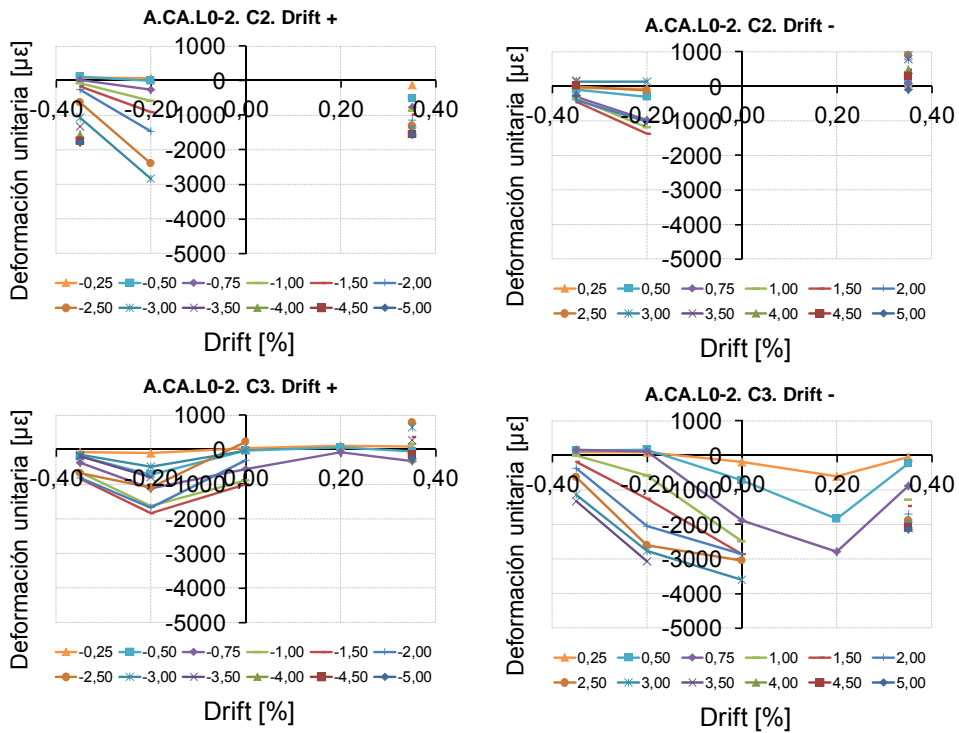 A.CA.L0-2. C2. Drift +
Deformación unitaria [µε]
1000
0
-1000
-2000
-3000
-4000
-5000
-0,40 -0,20 0,00 0,20 0,40
-0,25 -0,50 -0,75 -1,00 -1,50 -2,00
-2,50 -3,00 -3,50 -4,00 -4,50 -5,00
Drift [%]
A.CA.L0-2. C2. Drift -
Deformación unitaria [µε]
1000
0
-1000
-2000
-3000
-4000
-5000
-0,40 -0,20 0,00 0,20 0,40
0,25 0,50 0,75 1,00 1,50 2,00
2,50 3,00 3,50 4,00 4,50 5,00
Drift [%]
A.CA.L0-2. C3. Drift +
Deformación unitaria [µε]
1000
0
-1000
-2000
-3000
-4000
-5000
-0,40 -0,20 0,00 0,20 0,40
-0,25 -0,50 -0,75 -1,00 -1,50 -2,00
-2,50 -3,00 -3,50 -4,00 -4,50 -5,00
Drift [%]
A.CA.L0-2. C3. Drift -
Deformación unitaria [µε]
1000
0
-1000
-2000
-3000
-4000
-5000
-0,40 -0,20 0,00 0,20 0,40
0,25 0,50 0,75 1,00 1,50 2,00
2,50 3,00 3,50 4,00 4,50 5,00
Drift [%]